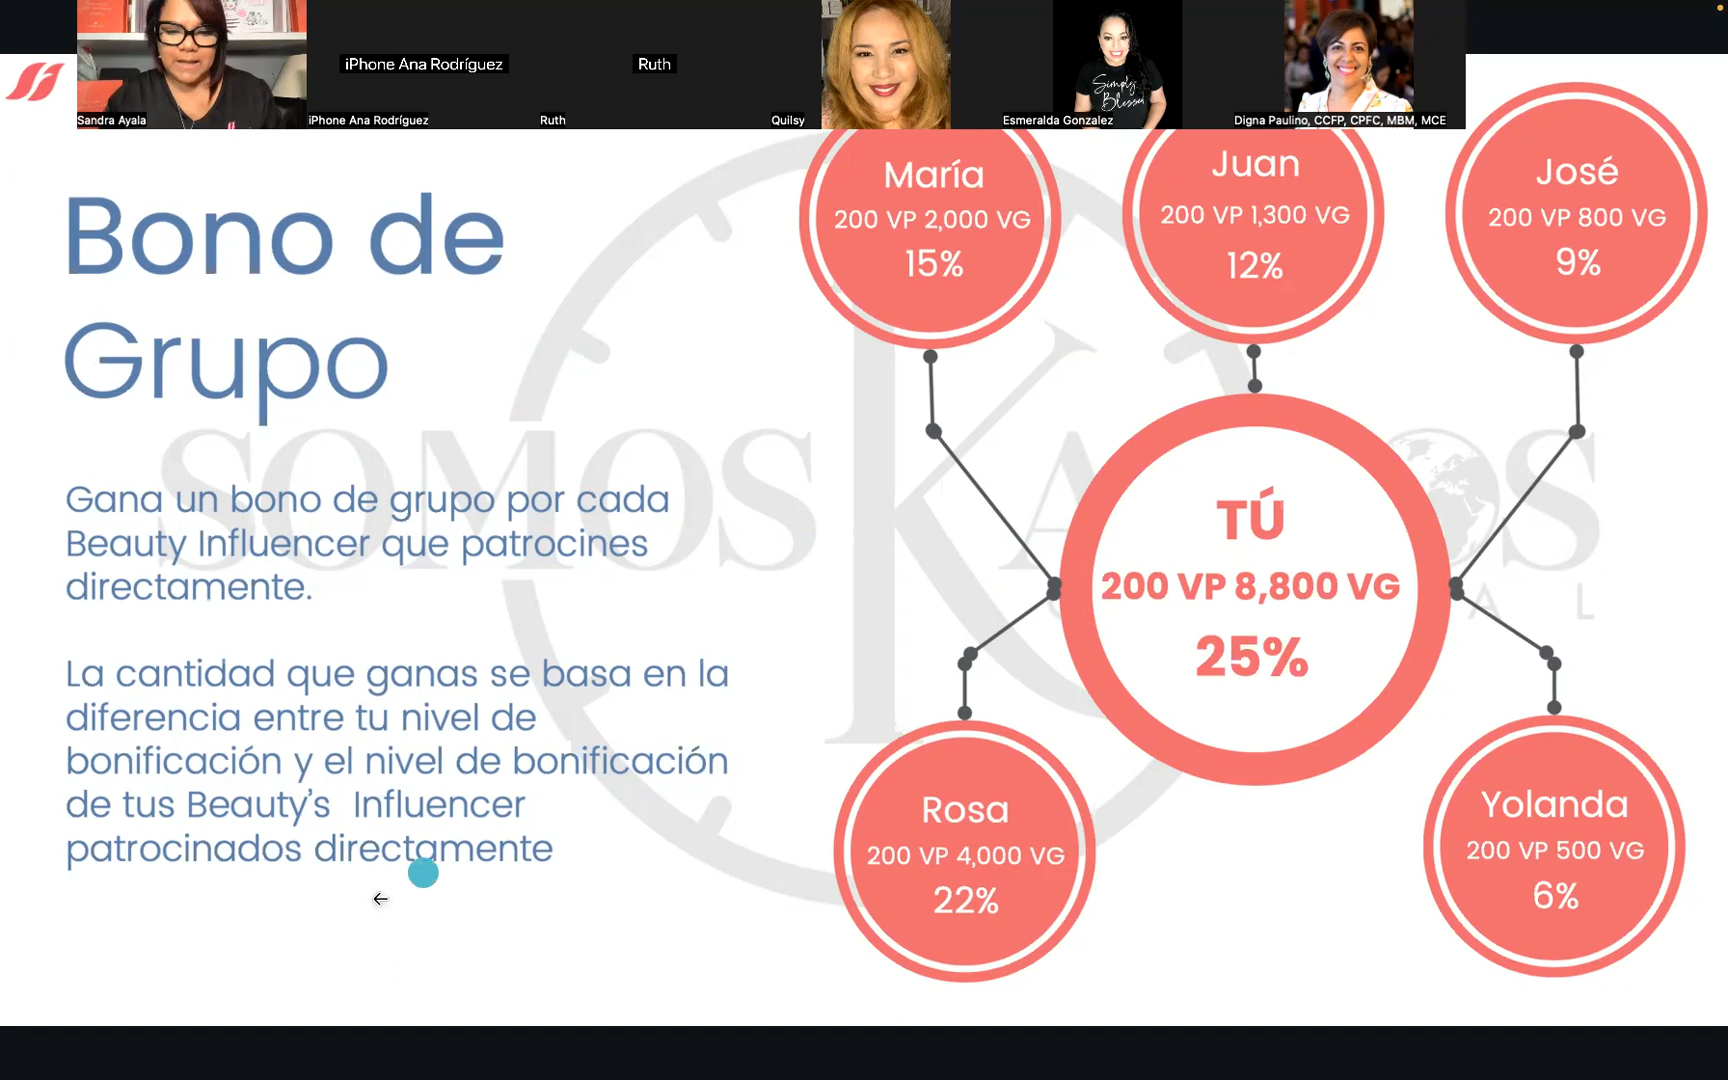 iPhone Ana Rodríguez
Ruth
Sandra Ayala
iPhone Ana Rodríguez
Ruth
Quilsy
Esmeralda Gonzalez
Digna Paulino, CCFP, CPFC, MBM, MCE
Simply
Blessed
Bono de
Grupo
Gana un bono de grupo por cada
Beauty Influencer que patrocines
directamente.
La cantidad que ganas se basa en la
diferencia entre tu nivel de
bonificación y el nivel de bonificación
de tus Beauty's Influencer
patrocinados directamente
María
200 VP 2,000 VG
15%
Juan
200 VP 1,300 VG
12%
José
200 VP 800 VG
9%
TÚ
200 VP 8,800 VG
25%
Rosa
200 VP 4,000 VG
22%
Yolanda
200 VP 500 VG
6%
SOMOS